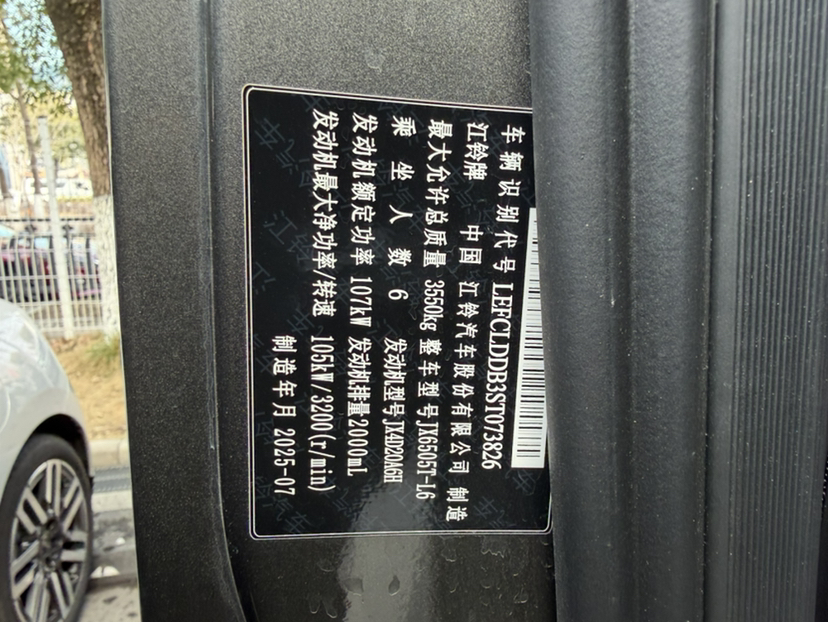 车辆识别代号 LEFCLDDB3ST073826
江铃牌 中国 江铃汽车股份有限公司 制造
最大允许总质量 3550kg 整车型号 JX6505T-L6
乘坐人数 6 发动机型号 JX4D20A6H
发动机额定功率 107kW 发动机排量 2000mL
发动机最大净功率/转速 105kW/3200(r/min)
制造年月 2025-07